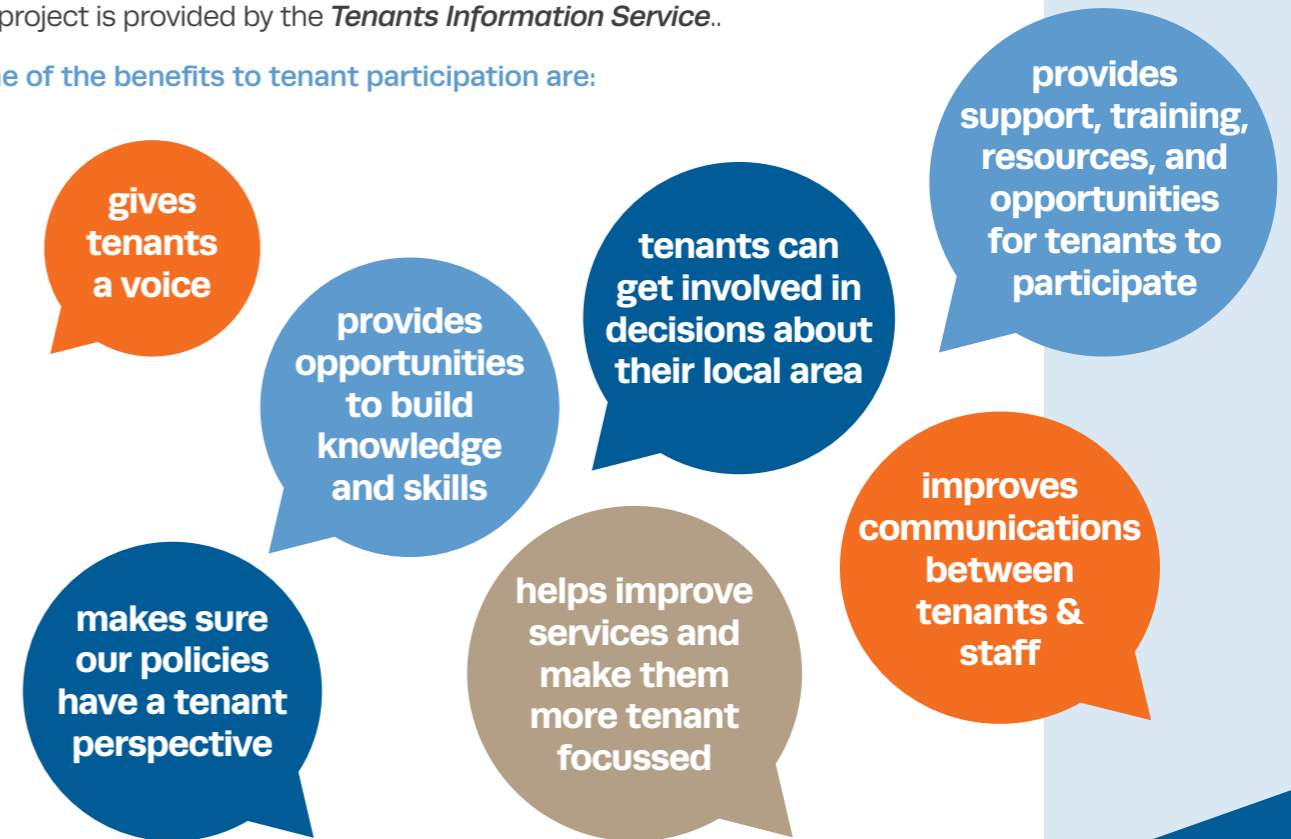 project is provided by the Tenants Information Service..
e of the benefits to tenant participation are:
provides
support, training,
resources, and
opportunities
for tenants to
participate
gives
tenants
a voice
tenants can
get involved in
decisions about
their local area
provides
opportunities
to build
knowledge
and skills
improves
communications
between
tenants &
staff
helps improve
services and
make them
more tenant
focussed
makes sure
our policies
have a tenant
perspective